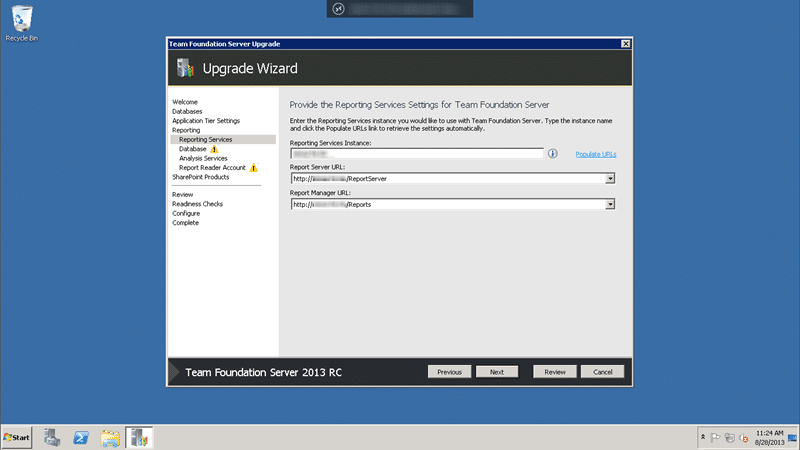 Recycle Bin
Team Foundation Server Upgrade
Upgrade Wizard
Welcome
Databases
Application Tier Settings
Reporting
Reporting Services
Database
Analysis Services
Report Reader Account
SharePoint Products
Review
Readiness Checks
Configure
Complete
Provide the Reporting Services Settings for Team Foundation Server
Enter the Reporting Services instance you would like to use with Team Foundation Server. Type the instance name
and click the Populate URLs link to retrieve the settings automatically.
Reporting Services Instance:
Populate URLs
Report Server URL:
http:// /ReportServer
Report Manager URL:
http:// /Reports
Team Foundation Server 2013 RC
Previous
Next
Review
Cancel
Start
11:24 AM
8/28/2013